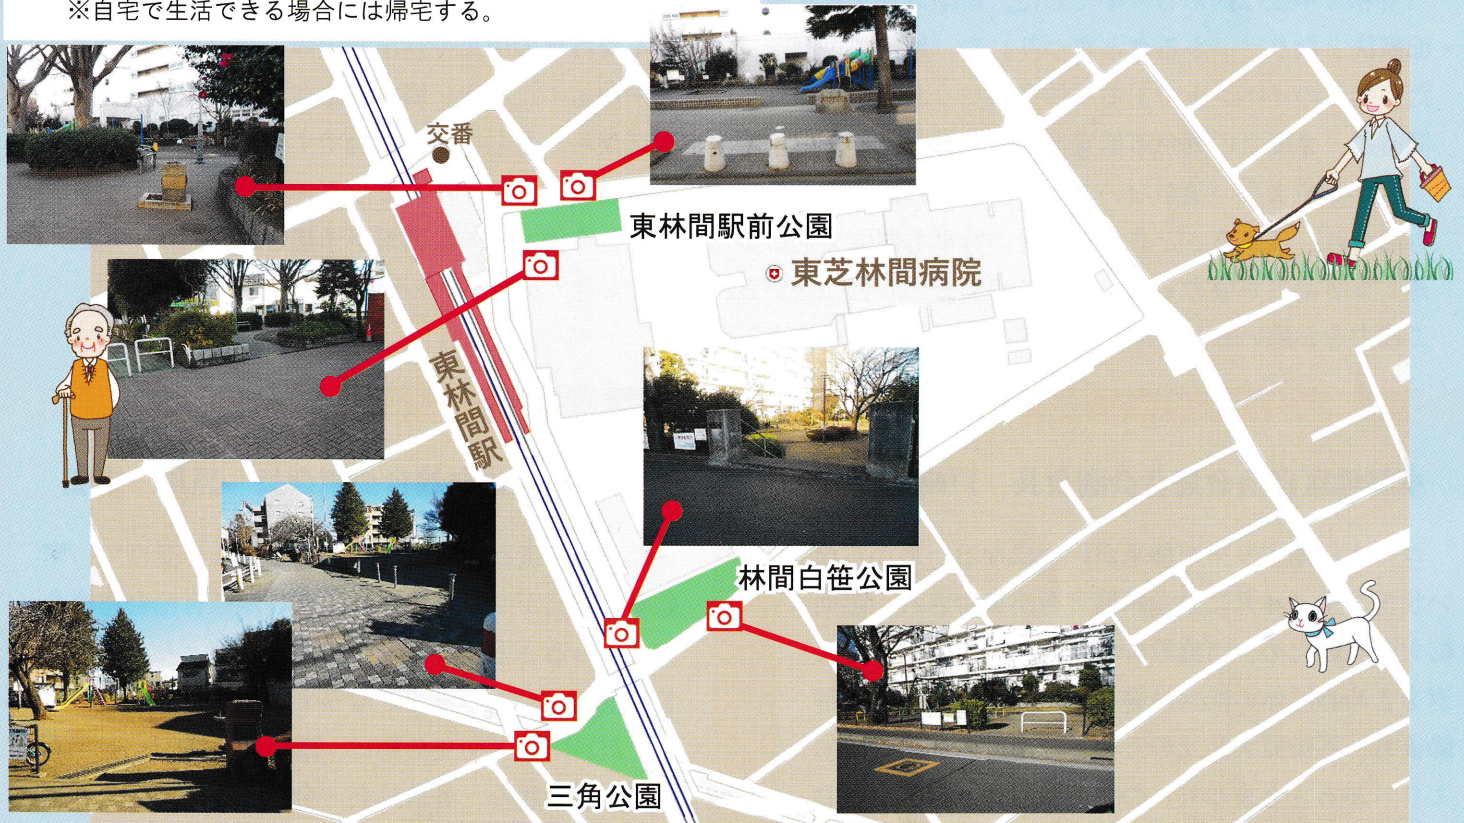 ※自宅で生活できる場合には帰宅する。
交番
東林間駅前公園
東芝林間病院
東林間駅
林間白笹公園
三角公園